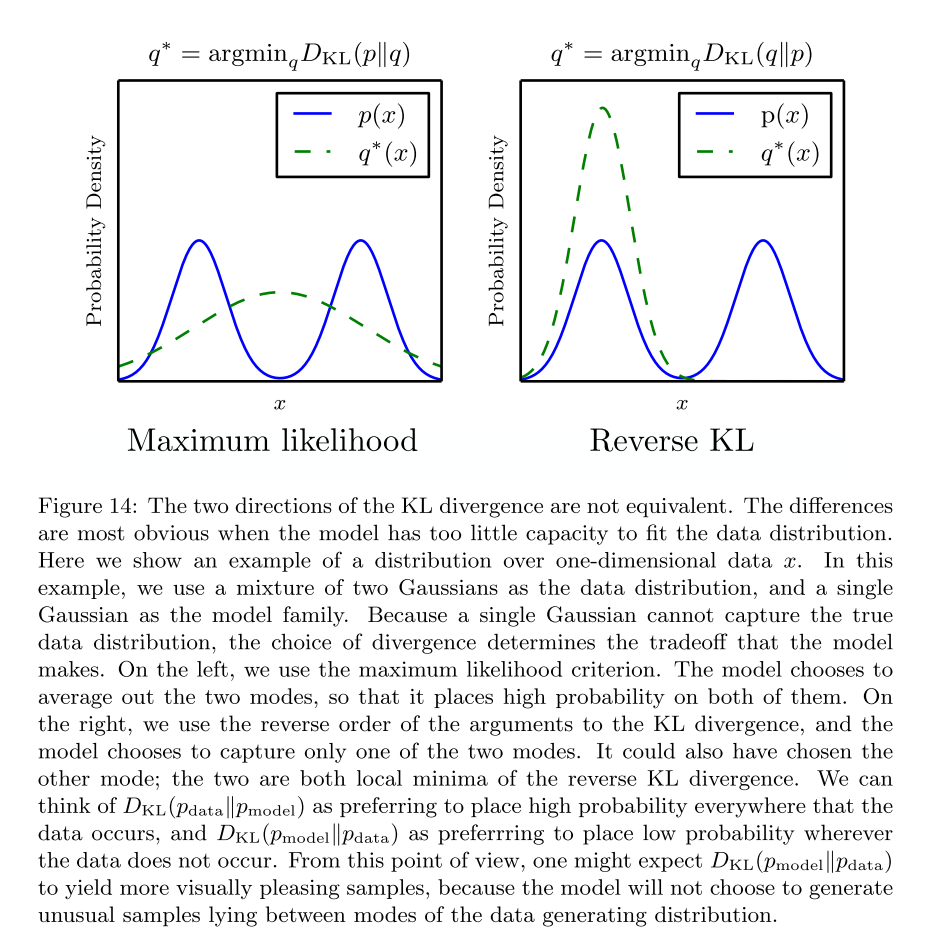 q* = argmin_q D_KL(p‖q)
p(x)
q*(x)
Probability Density
x
Maximum likelihood
q* = argmin_q D_KL(q‖p)
p(x)
q*(x)
Probability Density
x
Reverse KL
Figure 14: The two directions of the KL divergence are not equivalent. The differences
are most obvious when the model has too little capacity to fit the data distribution.
Here we show an example of a distribution over one-dimensional data x. In this
example, we use a mixture of two Gaussians as the data distribution, and a single
Gaussian as the model family. Because a single Gaussian cannot capture the true
data distribution, the choice of divergence determines the tradeoff that the model
makes. On the left, we use the maximum likelihood criterion. The model chooses to
average out the two modes, so that it places high probability on both of them. On
the right, we use the reverse order of the arguments to the KL divergence, and the
model chooses to capture only one of the two modes. It could also have chosen the
other mode; the two are both local minima of the reverse KL divergence. We can
think of D_KL(p_data‖p_model) as preferring to place high probability everywhere that the
data occurs, and D_KL(p_model‖p_data) as preferrring to place low probability wherever
the data does not occur. From this point of view, one might expect D_KL(p_model‖p_data)
to yield more visually pleasing samples, because the model will not choose to generate
unusual samples lying between modes of the data generating distribution.